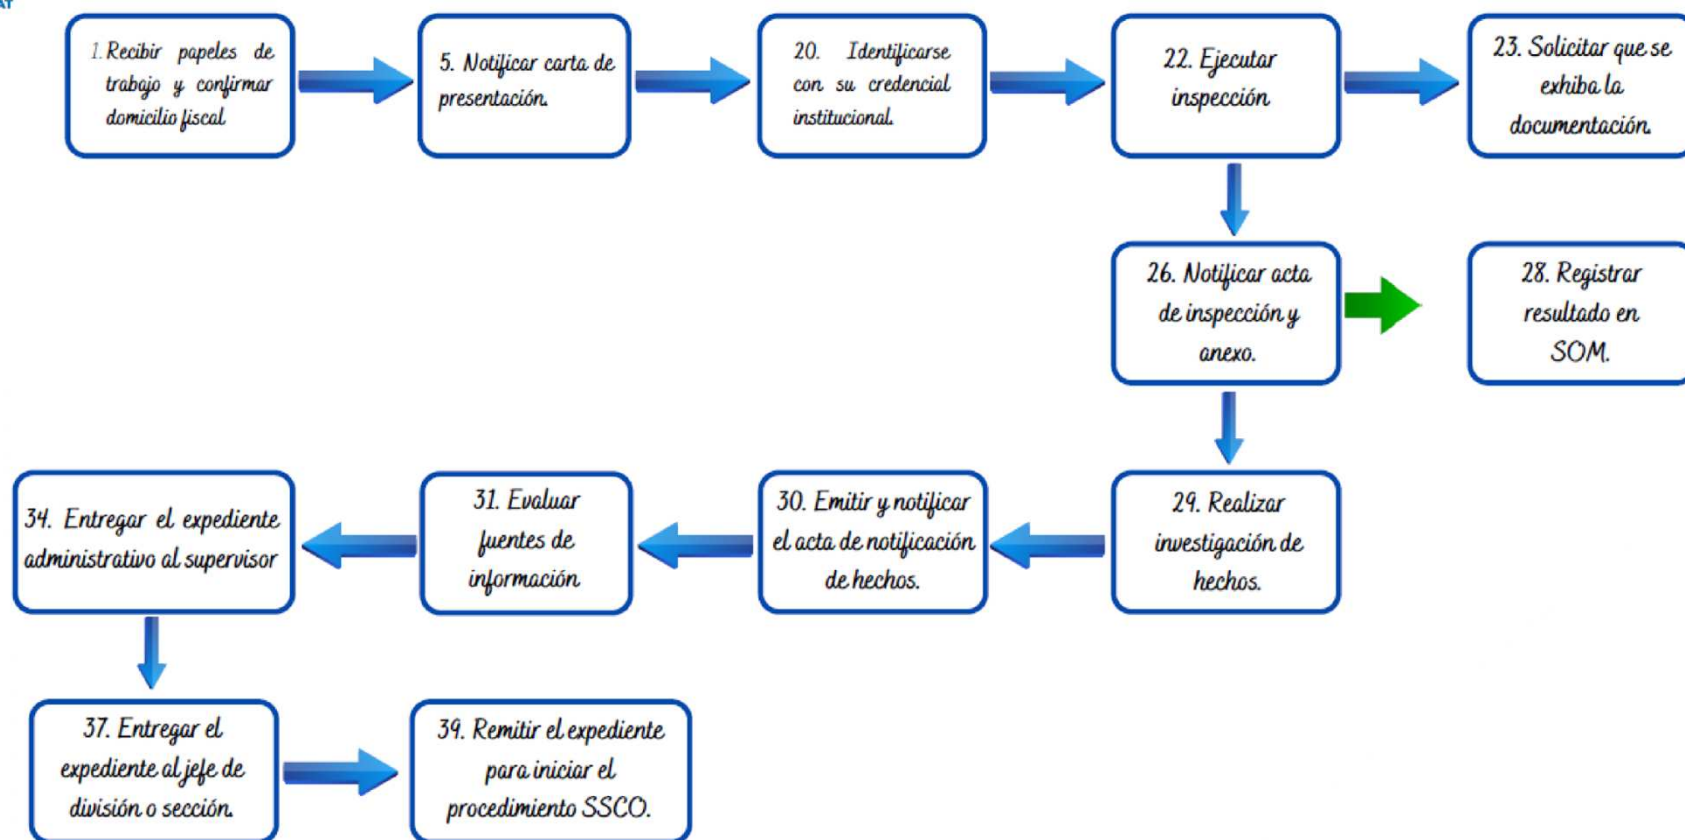 AT
1. Recibir papeles de
trabajo y confirmar
domicilio fiscal
5. Notificar carta de
presentación.
20. Identificarse
con su credencial
institucional.
22. Ejecutar
inspección
23. Solicitar que se
exhiba la
documentación.
26. Notificar acta
de inspección y
anexo.
28. Registrar
resultado en
SOM.
34. Entregar el expediente
administrativo al supervisor
31. Evaluar
fuentes de
información
30. Emitir y notificar
el acta de notificación
de hechos.
29. Realizar
investigación de
hechos.
37. Entregar el
expediente al jefe de
división o sección.
39. Remitir el expediente
para iniciar el
procedimiento SSCO.